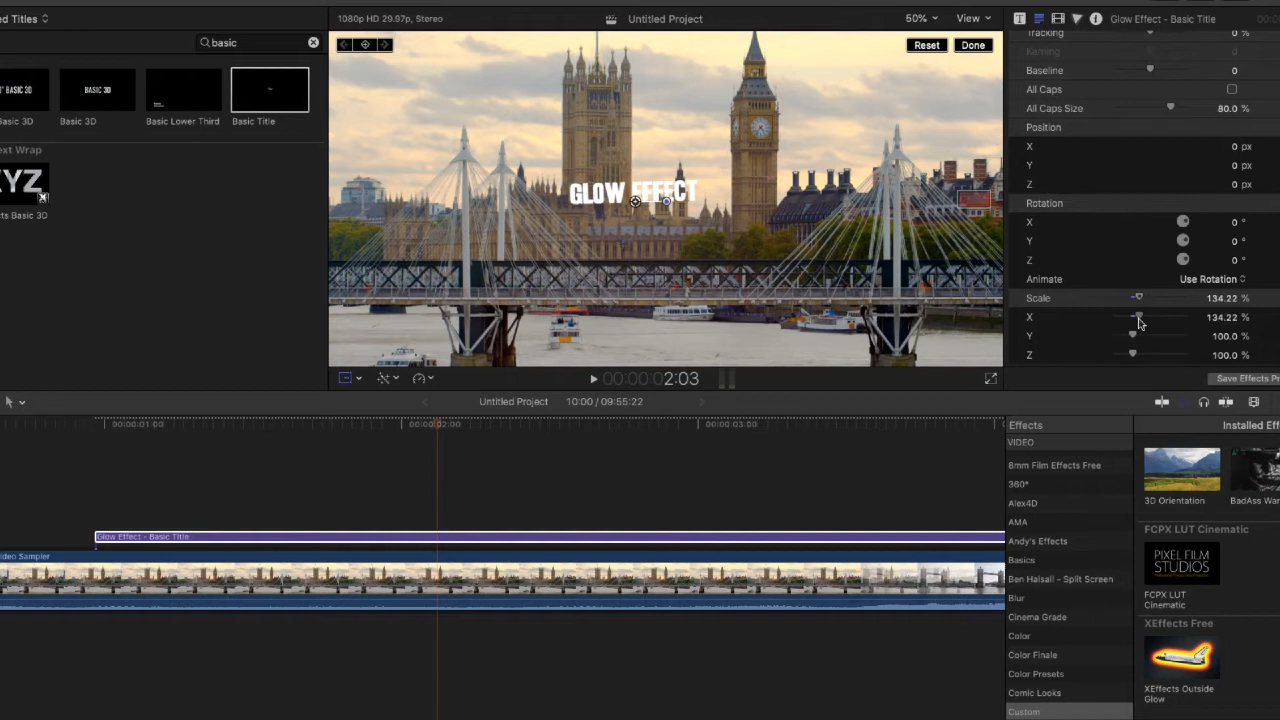 ed Titles
basic
Basic 3D
Basic 3D
Basic Lower Third
Basic Title
BASIC 3D
BASIC 3D
ext Wrap
XYZ
cts Basic 3D
1080p HD 29.97p, Stereo
Untitled Project
50%
View
Reset
Done
GLOW EFFECT
00:00:00:02:03
Glow Effect - Basic Title
Tracking
0 %
Kerning
Baseline
0
All Caps
All Caps Size
80.0 %
Position
X
0 px
Y
0 px
Z
0 px
Rotation
X
0 °
Y
0 °
Z
0 °
Animate
Use Rotation
Scale
134.22 %
X
134.22 %
Y
100.0 %
Z
100.0 %
Save Effects Pr
Untitled Project
10:00 / 09:55:22
00:00:01:00
00:00:02:00
00:00:03:00
Glow Effect - Basic Title
ideo Sampler
Effects
VIDEO
8mm Film Effects Free
360°
Alex4D
AMA
Andy's Effects
Basics
Ben Halsall - Split Screen
Blur
Cinema Grade
Color
Color Finale
Color Presets
Comic Looks
Custom
Installed Eff
3D Orientation
BadAss War
FCPX LUT Cinematic
PIXEL FILM
STUDIOS
FCPX LUT
Cinematic
XEffects Free
XEffects Outside
Glow